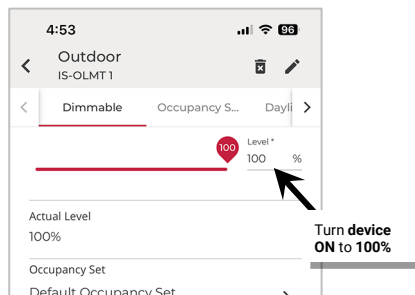 4:53
96
Outdoor
IS-OLMT 1
Dimmable Occupancy S... Dayli
100
Level *
100 %
Actual Level
100%
Turn device
ON to 100%
Occupancy Set
Default Occupancy Set